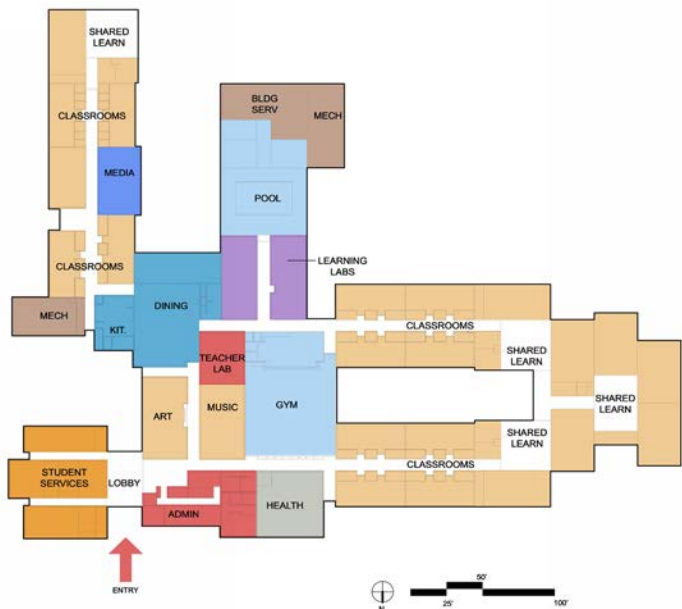 SHARED
LEARN
CLASSROOMS
MEDIA
CLASSROOMS
MECH
KIT.
DINING
BLDG
SERV
MECH
POOL
LEARNING
LABS
TEACHER
LAB
ART
MUSIC
GYM
CLASSROOMS
SHARED
LEARN
SHARED
LEARN
SHARED
LEARN
CLASSROOMS
STUDENT
SERVICES
LOBBY
ADMIN
HEALTH
ENTRY
N
50'
25'
100'